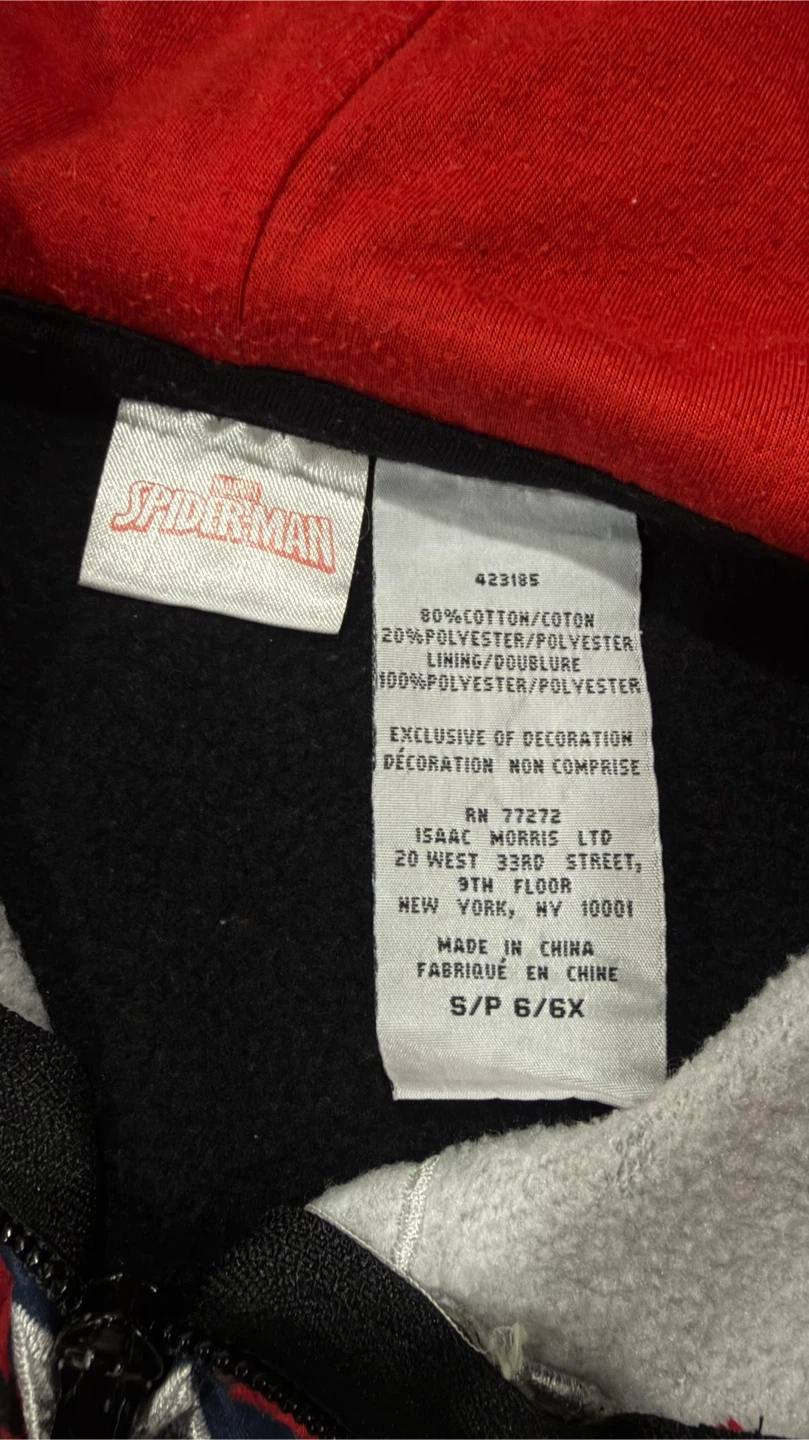 SPIDER-MAN
423185
80%COTTON/COTON
20%POLYESTER/POLYESTER
LINING/DOUBLURE
100%POLYESTER/POLYESTER
EXCLUSIVE OF DECORATION
DÉCORATION NON COMPRISE
RN 77272
ISAAC MORRIS LTD
20 WEST 33RD STREET,
9TH FLOOR
NEW YORK, NY 10001
MADE IN CHINA
FABRIQUÉ EN CHINE
S/P 6/6X